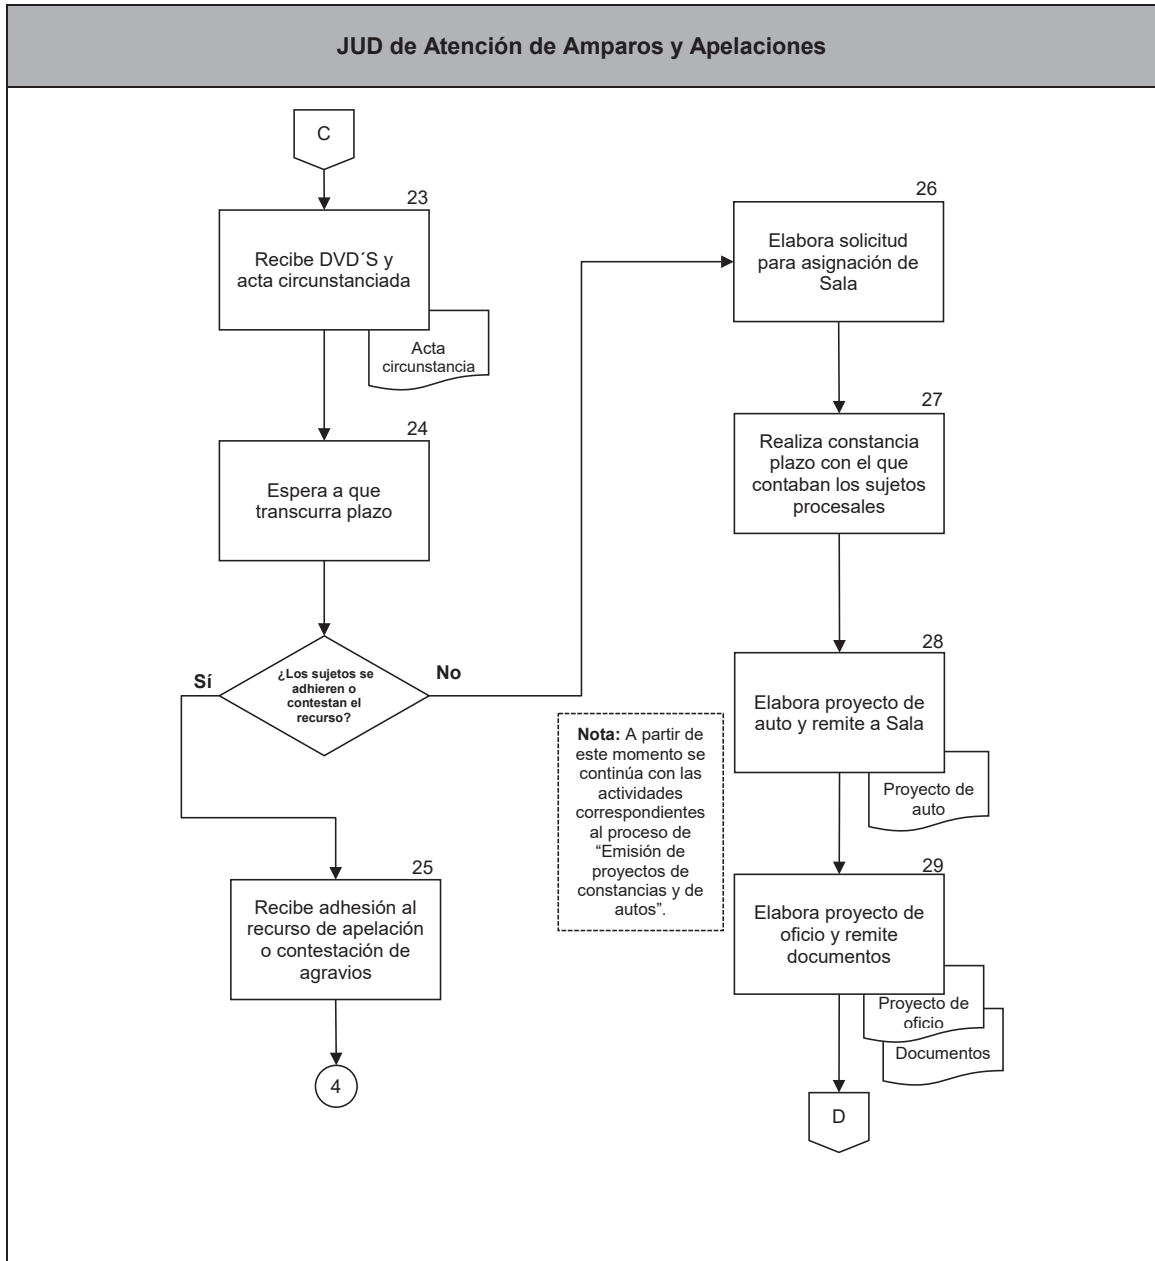 JUD de Atención de Amparos y Apelaciones
C
23
Recibe DVD´S y
acta circunstanciada
Acta
circunstancia
24
Espera a que
transcurra plazo
¿Los sujetos se
adhieren o
contestan el
recurso?
Sí
No
25
Recibe adhesión al
recurso de apelación
o contestación de
agravios
4
26
Elabora solicitud
para asignación de
Sala
27
Realiza constancia
plazo con el que
contaban los sujetos
procesales
28
Elabora proyecto de
auto y remite a Sala
Proyecto de
auto
Nota: A partir de
este momento se
continúa con las
actividades
correspondientes
al proceso de
“Emisión de
proyectos de
constancias y de
autos”.
29
Elabora proyecto de
oficio y remite
documentos
Proyecto de
oficio
Documentos
D